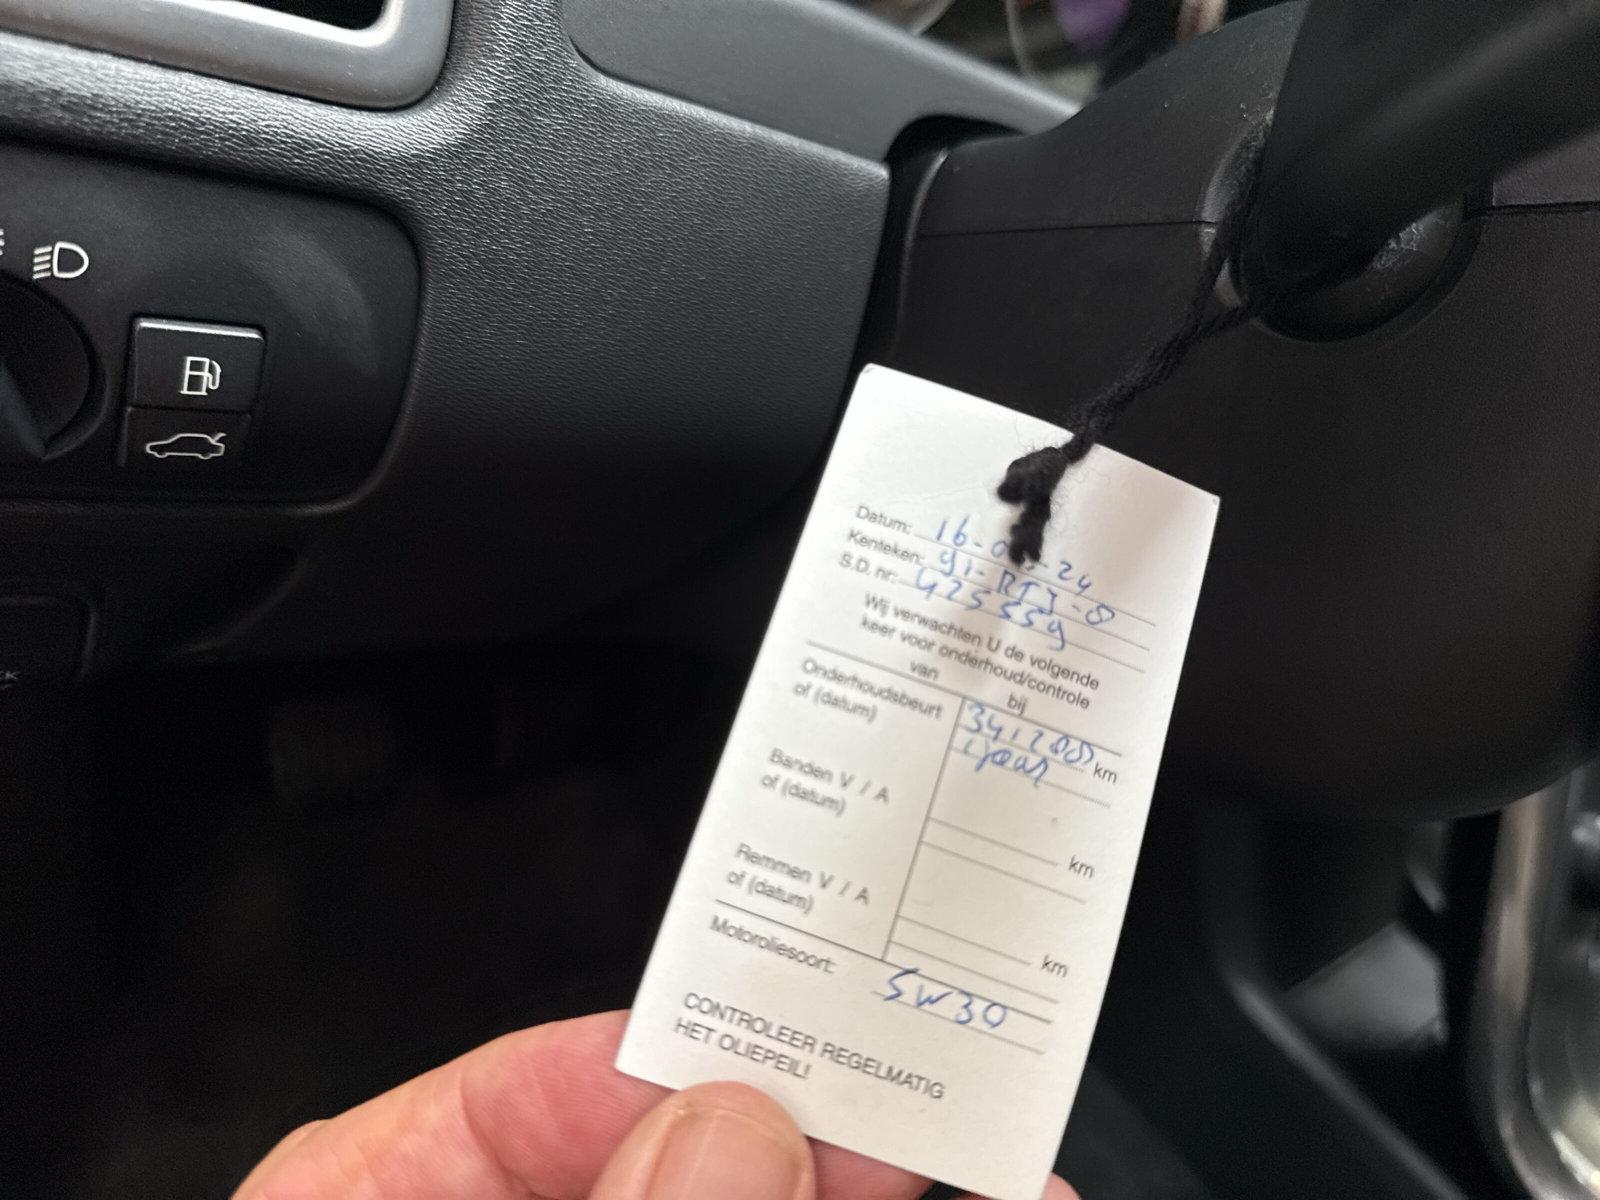 Datum: 16- -24
Kenteken: 91-RTJ-8
S.D. nr: 425559
Wij verwachten U de volgende
keer voor onderhoud/controle
van bij
Onderhoudsbeurt 341200 km
of (datum) 1 jaar
Banden V / A km
of (datum)
Remmen V / A km
of (datum)
Motoroliesoort: 5W30
CONTROLEER REGELMATIG
HET OLIEPEIL!